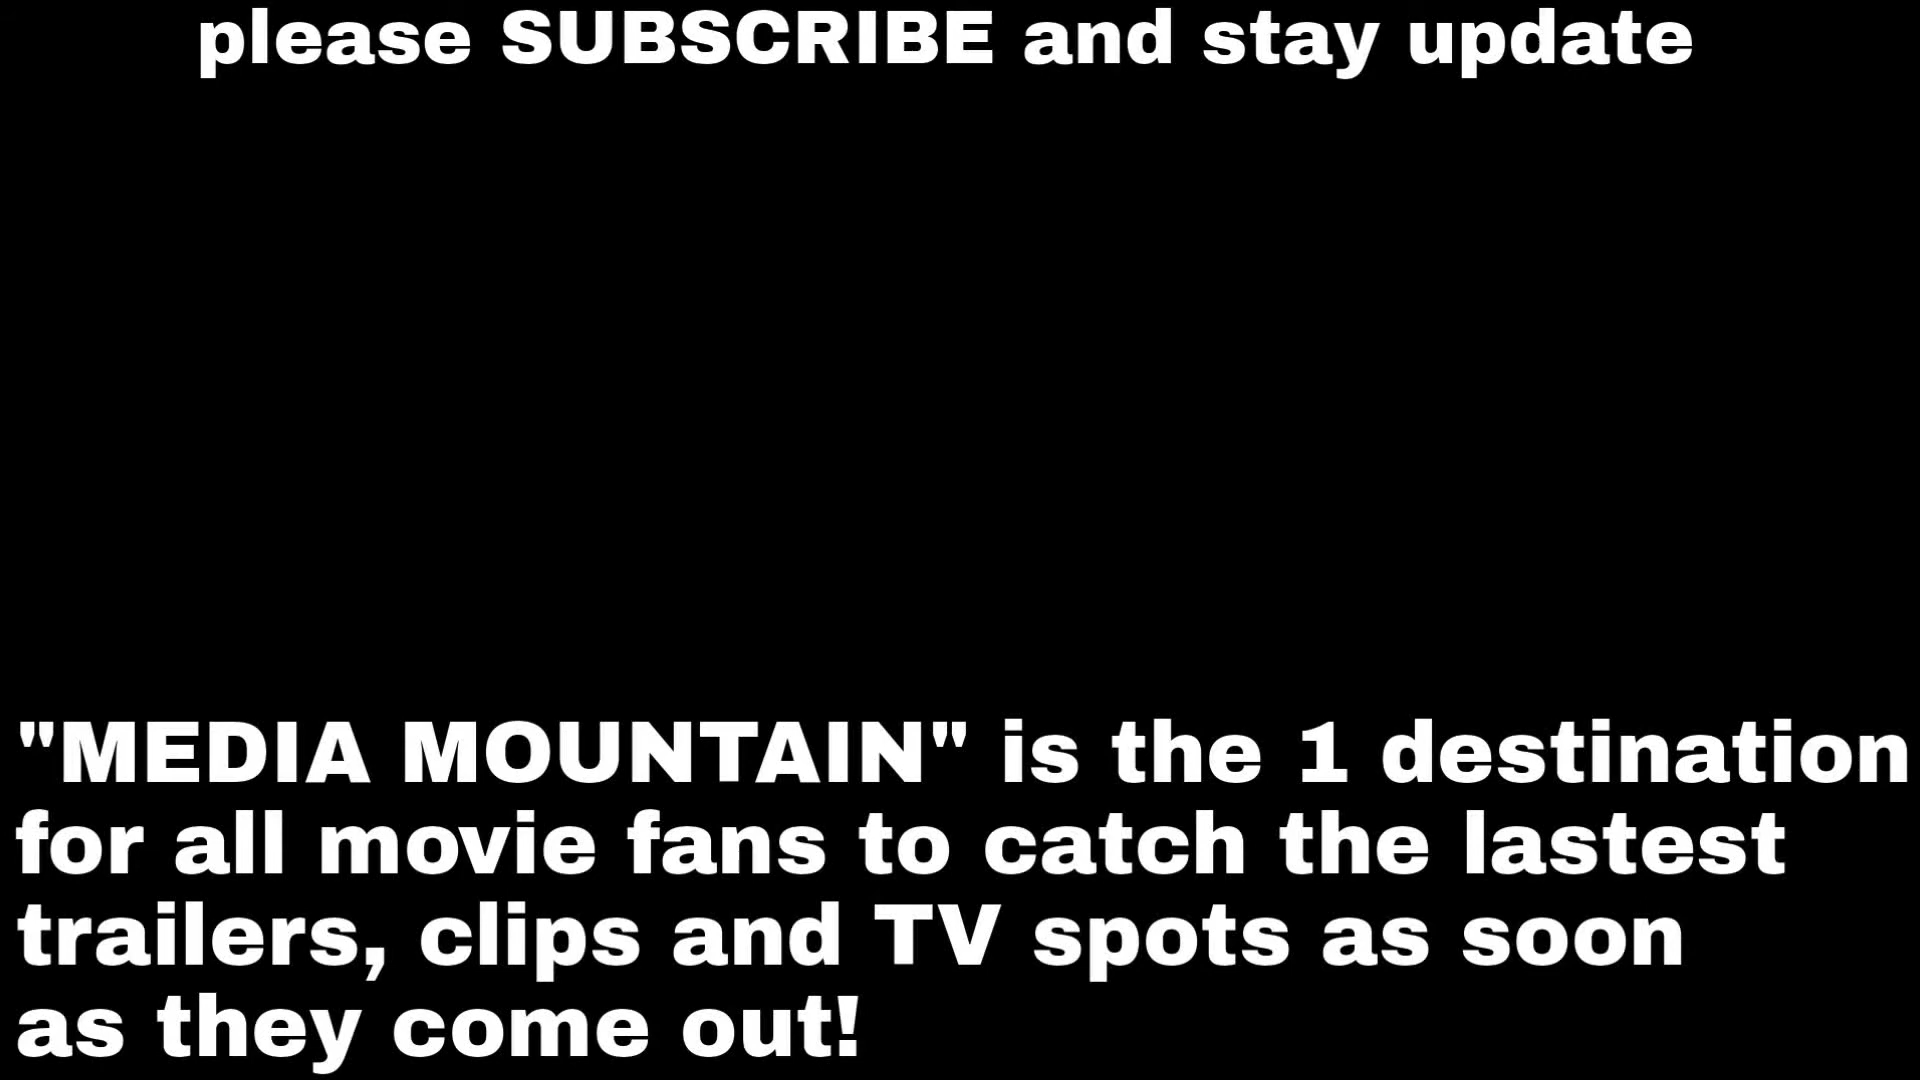 please SUBSCRIBE and stay update
"MEDIA MOUNTAIN" is the 1 destination
for all movie fans to catch the lastest
trailers, clips and TV spots as soon
as they come out!